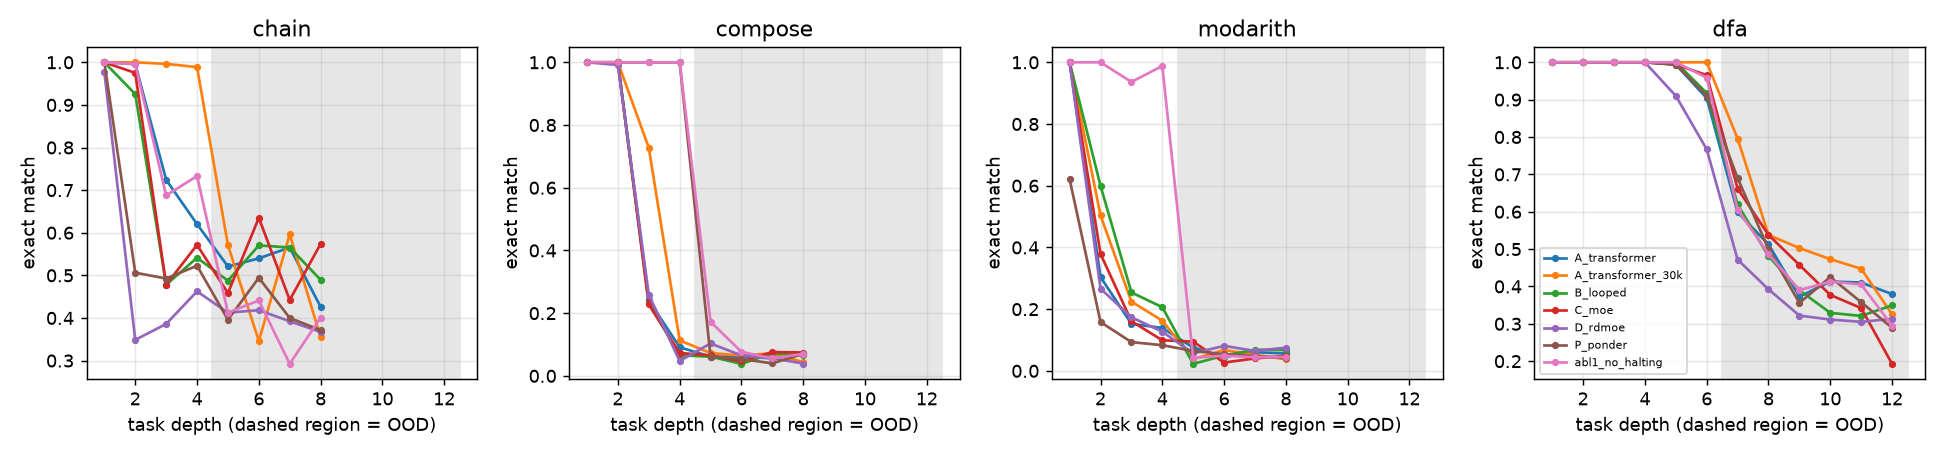 chain
exact match
1.0
0.9
0.8
0.7
0.6
0.5
0.4
0.3
2 4 6 8 10 12
task depth (dashed region = OOD)
compose
exact match
1.0
0.8
0.6
0.4
0.2
0.0
2 4 6 8 10 12
task depth (dashed region = OOD)
modarith
exact match
1.0
0.8
0.6
0.4
0.2
0.0
2 4 6 8 10 12
task depth (dashed region = OOD)
dfa
exact match
1.0
0.9
0.8
0.7
0.6
0.5
0.4
0.3
0.2
A_transformer
A_transformer_30k
B_looped
C_moe
D_rdmoe
P_ponder
abl1_no_halting
2 4 6 8 10 12
task depth (dashed region = OOD)